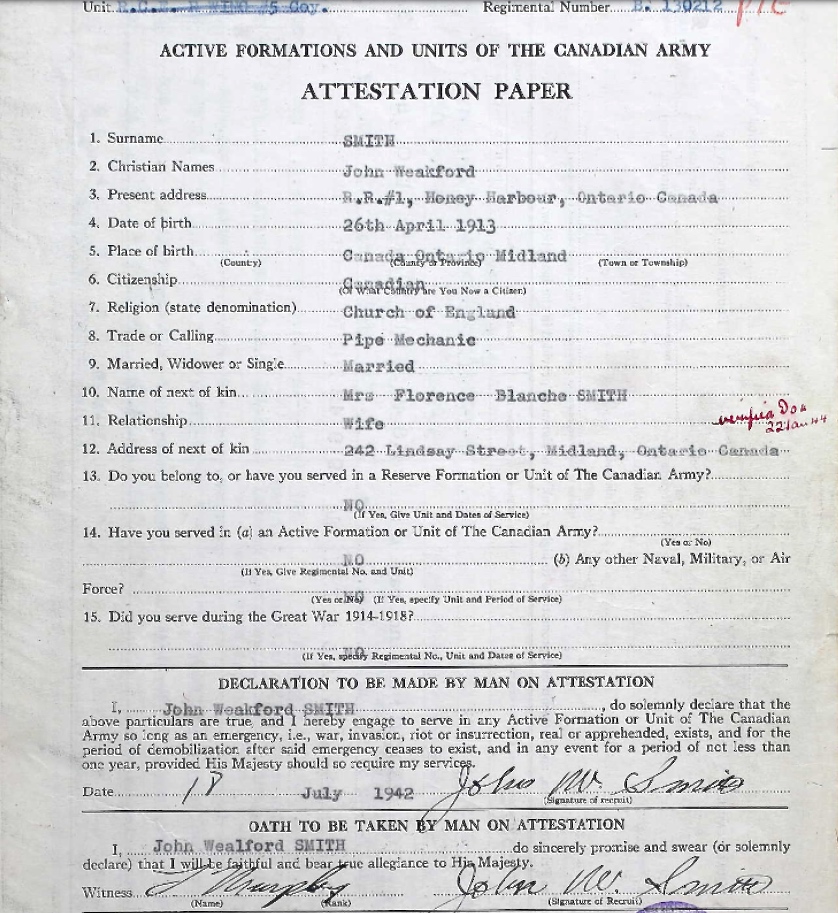 Unit R.C.E. R WING #5 Coy. Regimental Number B. 130212 Pte
ACTIVE FORMATIONS AND UNITS OF THE CANADIAN ARMY
ATTESTATION PAPER
1. Surname SMITH
2. Christian Names John Weakford
3. Present address R.R.#1, Honey Harbour, Ontario Canada
4. Date of birth 26th April 1913
5. Place of birth Canada Ontario Midland
(County) (County or Province) (Town or Township)
6. Citizenship Canadian
(Of What Country are You Now a Citizen)
7. Religion (state denomination) Church of England
8. Trade or Calling Pipe Mechanic
9. Married, Widower or Single Married
10. Name of next of kin Mrs Florence Blanche SMITH
11. Relationship Wife
verified
22 Jan 44
12. Address of next of kin 242 Lindsay Street, Midland, Ontario Canada
13. Do you belong to, or have you served in a Reserve Formation or Unit of The Canadian Army?
NO
(If Yes, Give Unit and Dates of Service)
14. Have you served in (a) an Active Formation or Unit of The Canadian Army?
(Yes or No)
NO (b) Any other Naval, Military, or Air
(If Yes, Give Regimental No. and Unit)
Force? NO
(Yes or No) (If Yes, specify Unit and Period of Service)
15. Did you serve during the Great War 1914-1918?
NO
(If Yes, specify Regimental No., Unit and Dates of Service)
DECLARATION TO BE MADE BY MAN ON ATTESTATION
I, John Weakford SMITH, do solemnly declare that the
above particulars are true, and I hereby engage to serve in any Active Formation or Unit of The Canadian
Army so long as an emergency, i.e., war, invasion, riot or insurrection, real or apprehended, exists, and for the
period of demobilization after said emergency ceases to exist, and in any event for a period of not less than
one year, provided His Majesty should so require my services.
Date 18 July 1942 John W. Smith
(Signature of recruit)
OATH TO BE TAKEN BY MAN ON ATTESTATION
I, John Wealford SMITH do sincerely promise and swear (or solemnly
declare) that I will be faithful and bear true allegiance to His Majesty.
Witness Murphy John W. Smith
(Name) (Rank) (Signature of Recruit)